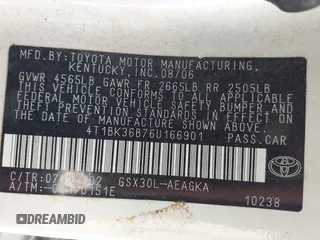 MFD.BY:TOYOTA MOTOR MANUFACTURING,
KENTUCKY, INC. 08/06
GVWR 4565LB GAWR FR 2665LB RR 2505LB
THIS VEHICLE CONFORMS TO ALL APPLICABLE
FEDERAL MOTOR VEHICLE SAFETY, BUMPER, AND
THEFT PREVENTION STANDARDS IN EFFECT ON
THE DATE OF MANUFACTURE SHOWN ABOVE.
4T1BK36B76U166901 PASS.CAR
C/TR:
GSX30L-AEAGKA
A/TM:
10238
TOYOTA
DREAMBID.COM